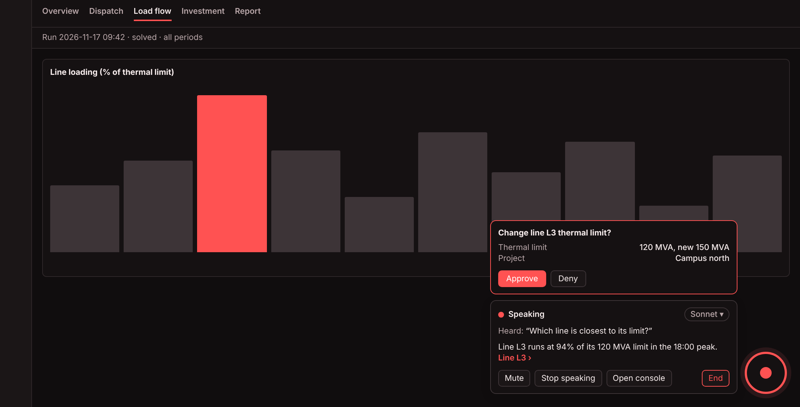 Overview Dispatch Load flow Investment Report
Run 2026-11-17 09:42 · solved · all periods
Line loading (% of thermal limit)
Change line L3 thermal limit?
Thermal limit 120 MVA, new 150 MVA
Project Campus north
Approve Deny
Speaking Sonnet ▾
Heard: “Which line is closest to its limit?”
Line L3 runs at 94% of its 120 MVA limit in the 18:00 peak.
Line L3 ›
Mute Stop speaking Open console End